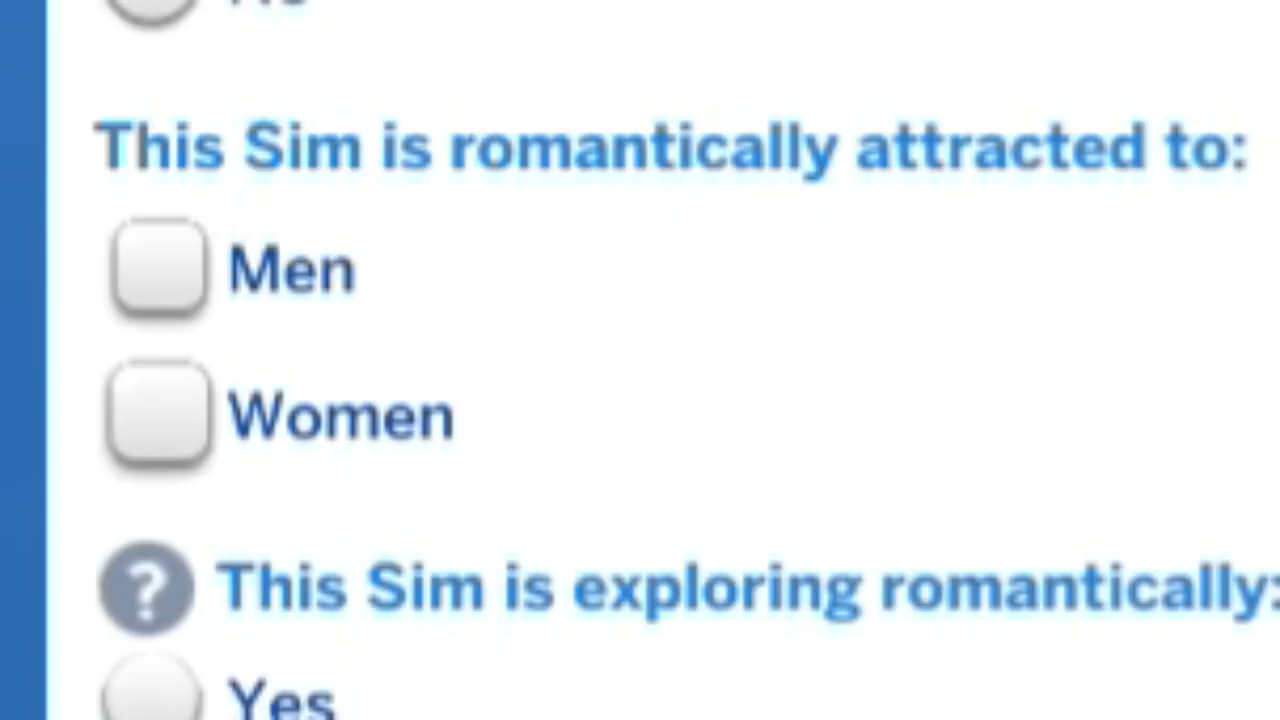 This Sim is romantically attracted to:
Men
Women
? This Sim is exploring romantically:
Yes